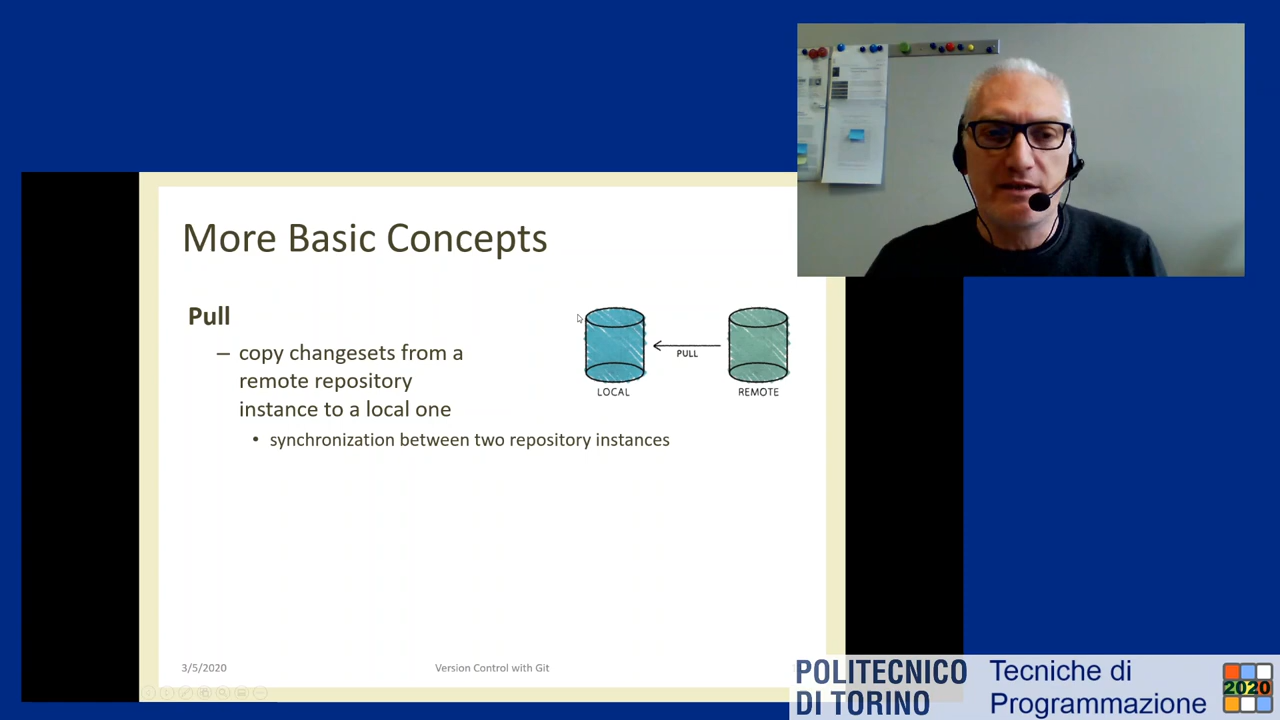 More Basic Concepts
Pull
– copy changesets from a
remote repository
instance to a local one
• synchronization between two repository instances
PULL
LOCAL
REMOTE
3/5/2020
Version Control with Git
POLITECNICO
DI TORINO
Tecniche di
Programmazione
2020